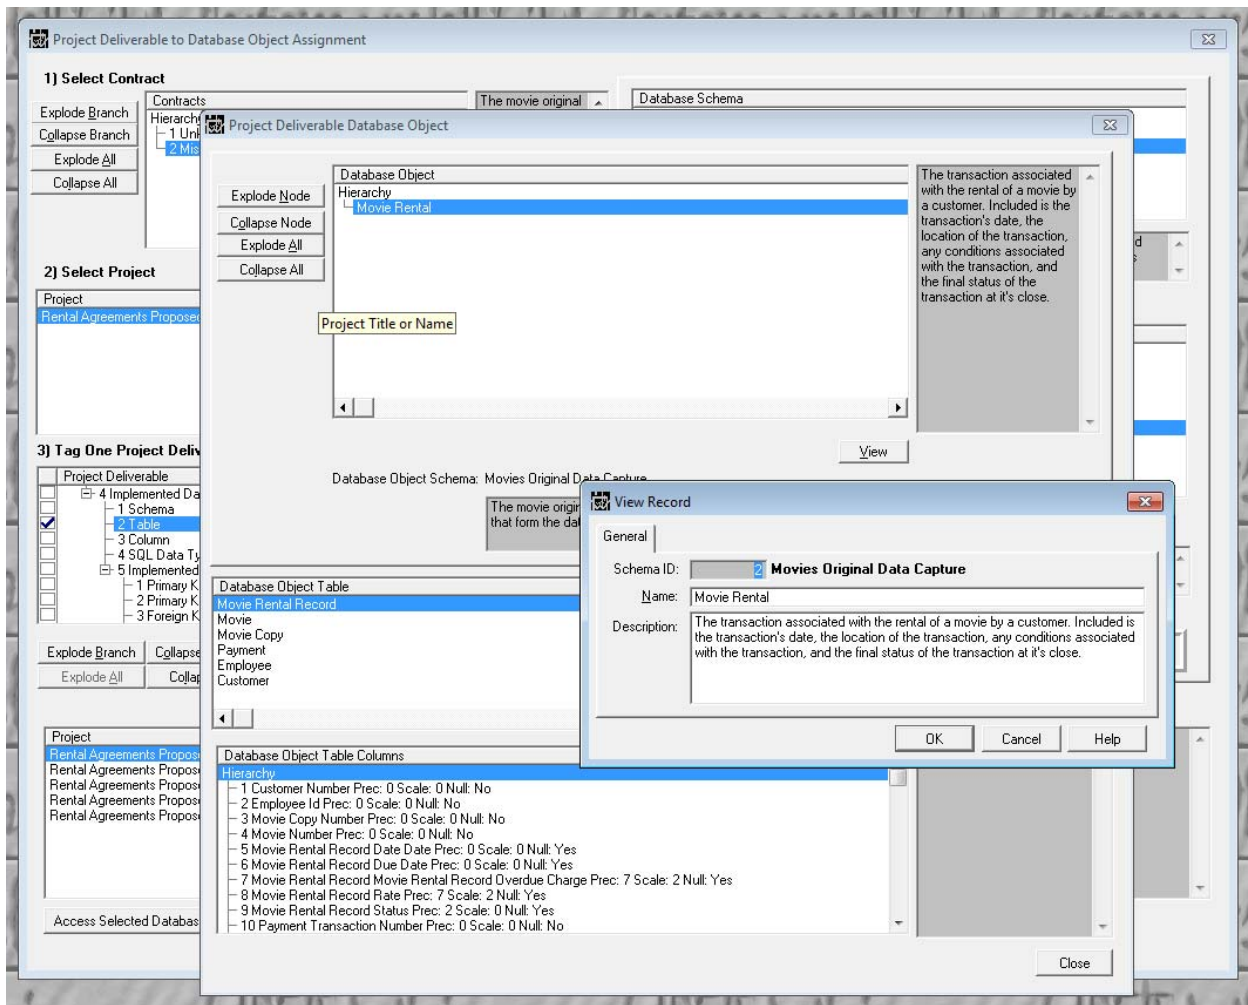 Project Deliverable to Database Object Assignment
1) Select Contract
Explode Branch
Collapse Branch
Explode All
Collapse All
Contracts
Hierarchy
1
2
The movie original
Database Schema
2) Select Project
Project
Rental Agreements
3) Tag One Project
Project Deliverable
4 Implemented
1 Schema
2 Table
3 Column
4 SQL Data
5 Implemented
1 Primary
2 Primary
3 Foreign
Explode Branch
Explode All
Project
Rental Agreements
Rental Agreements
Rental Agreements
Rental Agreements
Rental Agreements
Access Selected
Project Deliverable Database Object
Explode Node
Collapse Node
Explode All
Collapse All
Database Object
Hierarchy
Movie Rental
The transaction associated
with the rental of a movie by
a customer. Included is the
transaction's date, the
location of the transaction,
any conditions associated
with the transaction, and
the final status of the
transaction at it's close.
Project Title or Name
View
Database Object Schema: Movies Original Data Capture
The movie
that form the
Database Object Table
Movie Rental Record
Movie
Movie Copy
Payment
Employee
Customer
Database Object Table Columns
Hierarchy
1 Customer Number Prec: 0 Scale: 0 Null: No
2 Employee Id Prec: 0 Scale: 0 Null: No
3 Movie Copy Number Prec: 0 Scale: 0 Null: No
4 Movie Number Prec: 0 Scale: 0 Null: No
5 Movie Rental Record Date Date Prec: 0 Scale: 0 Null: Yes
6 Movie Rental Record Due Date Prec: 0 Scale: 0 Null: Yes
7 Movie Rental Record Movie Rental Record Overdue Charge Prec: 7 Scale: 2 Null: Yes
8 Movie Rental Record Rate Prec: 7 Scale: 2 Null: Yes
9 Movie Rental Record Status Prec: 2 Scale: 0 Null: Yes
10 Payment Transaction Number Prec: 0 Scale: 0 Null: No
Close
View Record
General
Schema ID: 2 Movies Original Data Capture
Name: Movie Rental
Description: The transaction associated with the rental of a movie by a customer. Included is
the transaction's date, the location of the transaction, any conditions associated
with the transaction, and the final status of the transaction at it's close.
OK Cancel Help